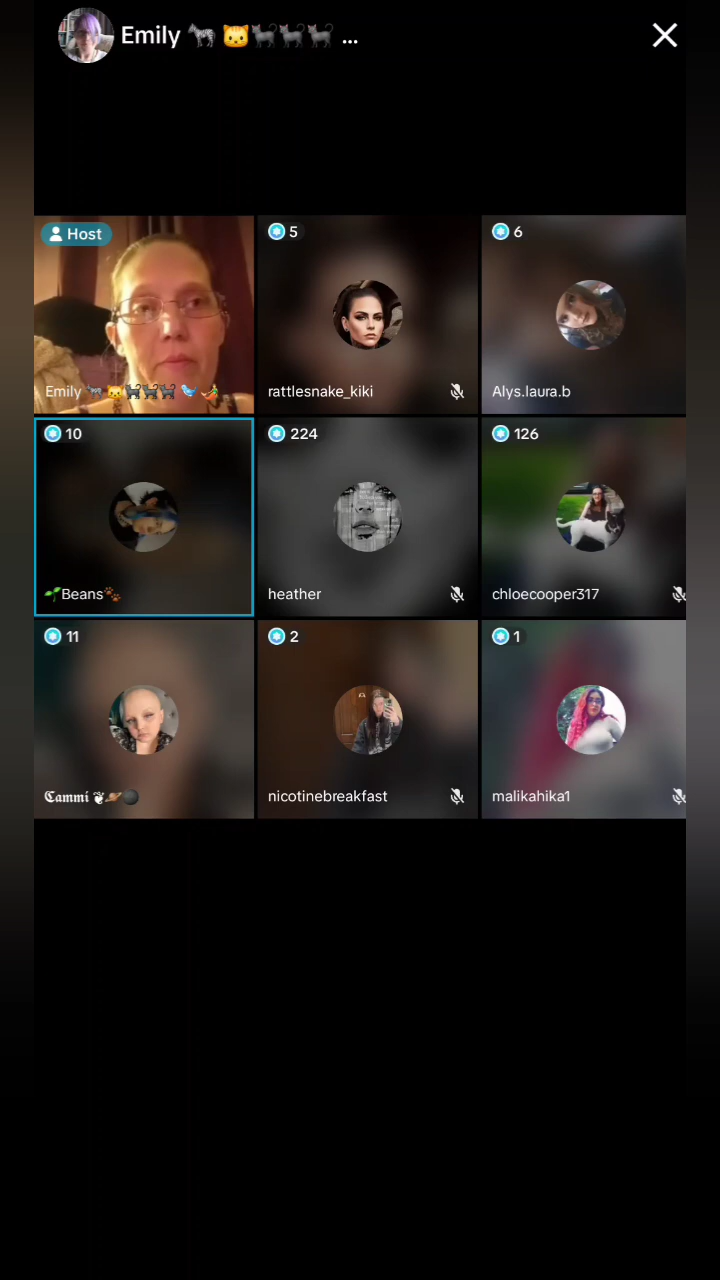 Emily 🦓 🐱🐈‍⬛🐈‍⬛🐈‍⬛ ...
Host
5
6
Emily 🦓🐱🐈‍⬛🐈‍⬛🐈‍⬛ 🐦 🧜
rattlesnake_kiki
Alys.laura.b
10
224
126
🌱Beans🐾
heather
chloecooper317
11
2
1
𝕮𝖆𝖒𝖒𝖎 ❦🪐🌑
nicotinebreakfast
malikahika1